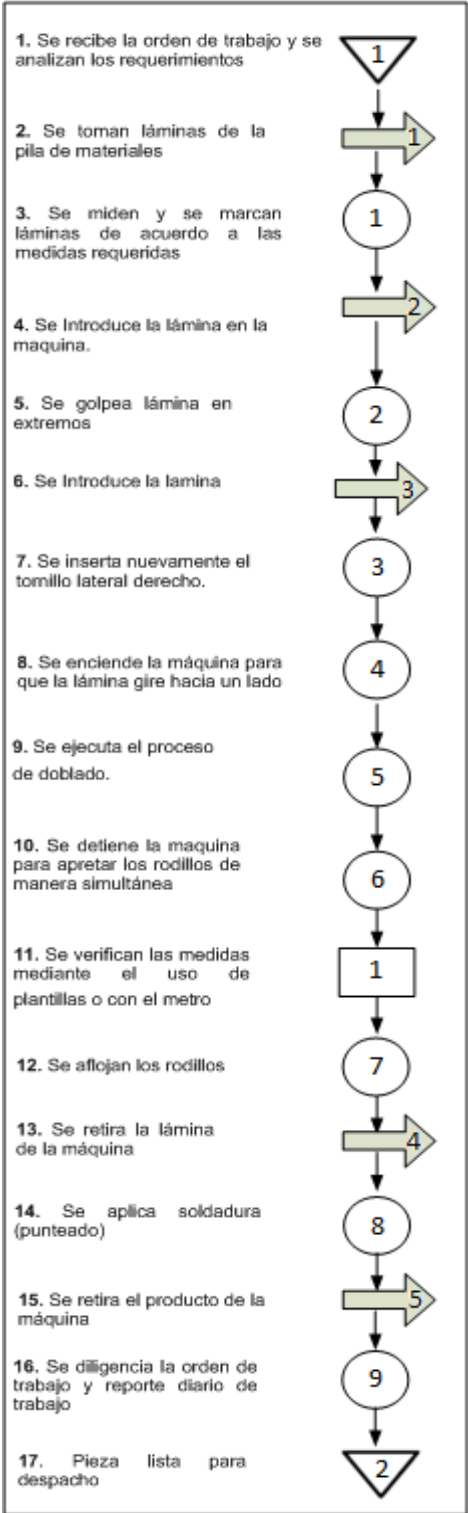 1. Se recibe la orden de trabajo y se
analizan los requerimientos
1
2. Se toman láminas de la
pila de materiales
1
3. Se miden y se marcan
láminas de acuerdo a las
medidas requeridas
1
2
4. Se Introduce la lámina en la
maquina.
5. Se golpea lámina en
extremos
2
6. Se Introduce la lamina
3
7. Se inserta nuevamente el
tornillo lateral derecho.
3
8. Se enciende la máquina para
que la lámina gire hacia un lado
4
9. Se ejecuta el proceso
de doblado.
5
10. Se detiene la maquina
para apretar los rodillos de
manera simultánea
6
11. Se verifican las medidas
mediante el uso de
plantillas o con el metro
1
12. Se aflojan los rodillos
7
13. Se retira la lámina
de la máquina
4
14. Se aplica soldadura
(punteado)
8
15. Se retira el producto de la
máquina
5
16. Se diligencia la orden de
trabajo y reporte diario de
trabajo
9
17. Pieza lista para
despacho
2